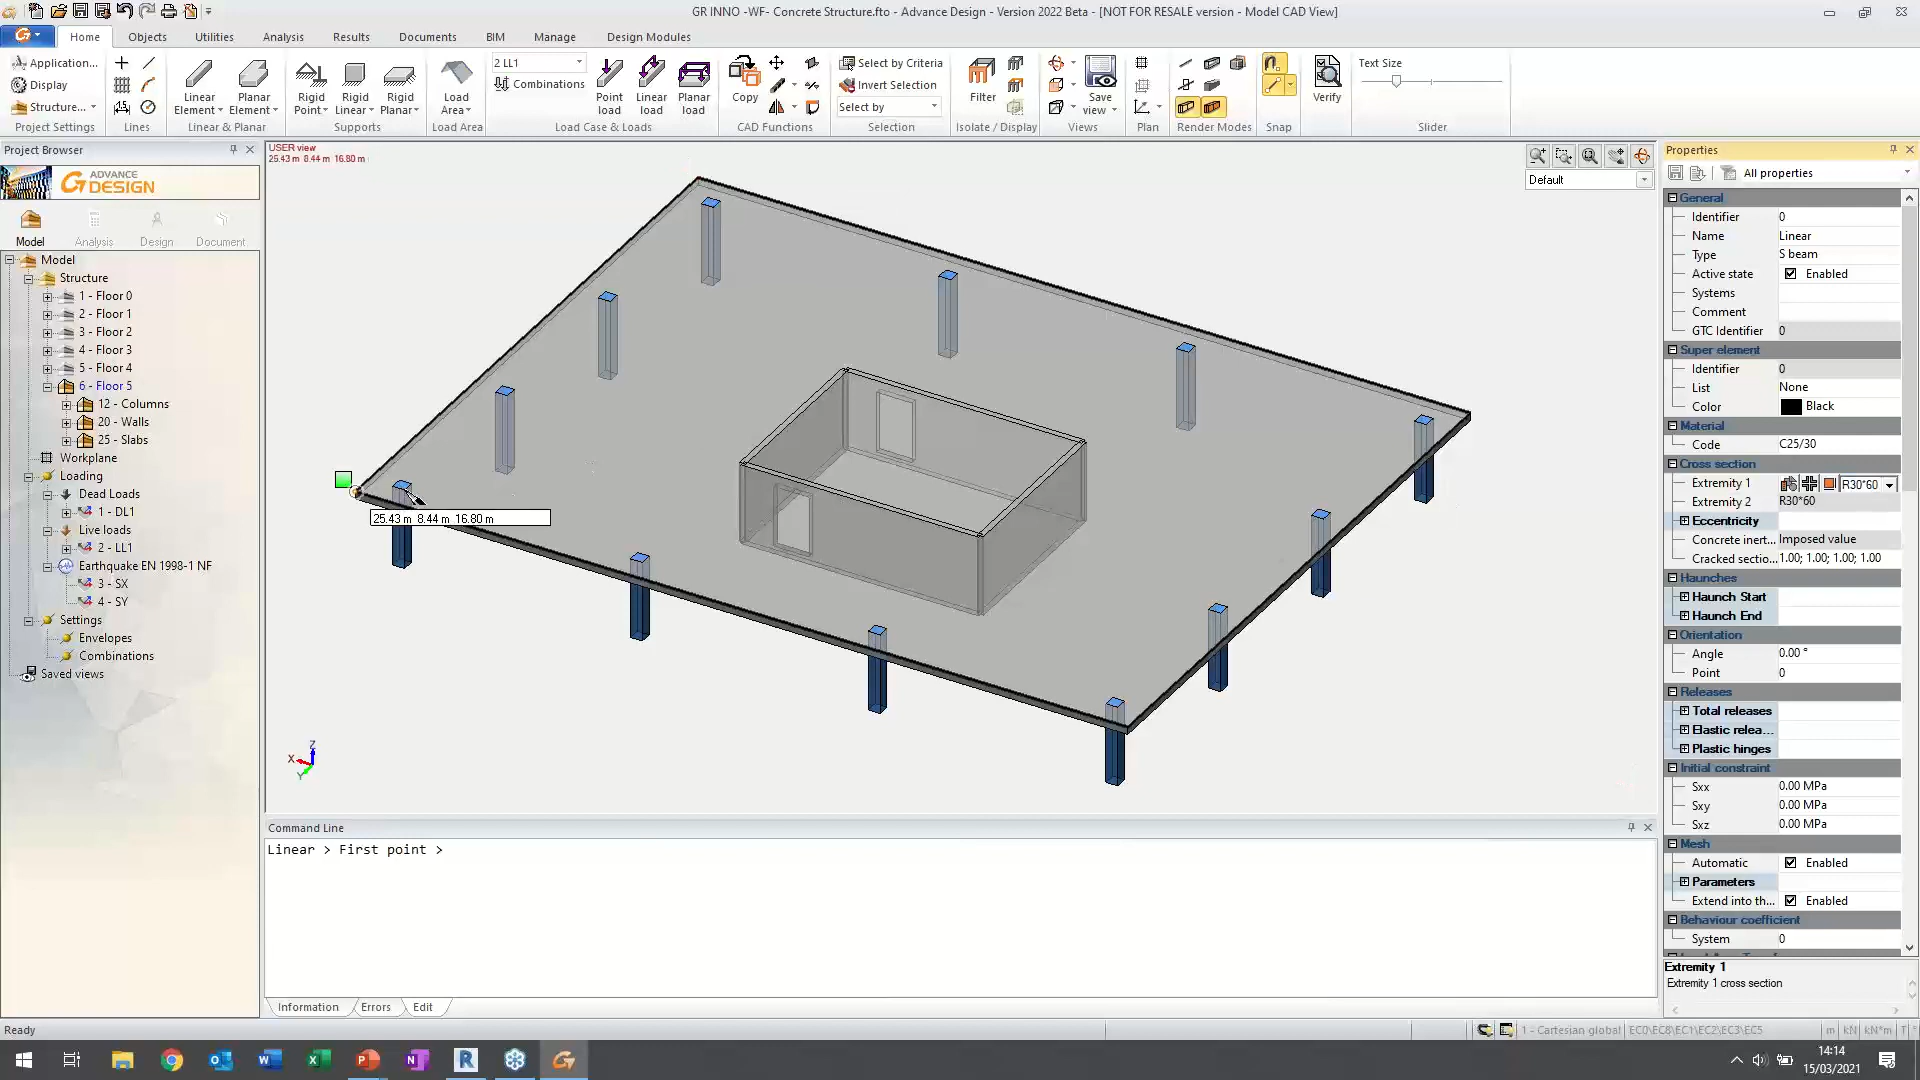 GR INNO -WF- Concrete Structure.fto - Advance Design - Version 2022 Beta - [NOT FOR RESALE version - Model CAD View]
Home Objects Utilities Analysis Results Documents BIM Manage Design Modules
Application...
Display
Structure...
Project Settings
Lines
Linear Element
Planar Element
Linear & Planar
Rigid Point
Rigid Linear
Rigid Planar
Supports
Load Area
Load Area
2 LL1
Combinations
Point load
Linear load
Planar load
Load Case & Loads
Copy
CAD Functions
Select by Criteria
Invert Selection
Select by
Selection
Filter
Isolate / Display
Save view
Views
Plan
Render Modes
Snap
Verify
Text Size
Slider
Project Browser
ADVANCE
DESIGN
Model Analysis Design Document
Model
Structure
1 - Floor 0
2 - Floor 1
3 - Floor 2
4 - Floor 3
5 - Floor 4
6 - Floor 5
12 - Columns
20 - Walls
25 - Slabs
Workplane
Loading
Dead Loads
1 - DL1
Live loads
2 - LL1
Earthquake EN 1998-1 NF
3 - SX
4 - SY
Settings
Envelopes
Combinations
Saved views
USER view
25.43 m 8.44 m 16.80 m
Default
25.43 m 8.44 m 16.80 m
Z
X
Y
Command Line
Linear > First point >
Information Errors Edit
Properties
All properties
General
Identifier 0
Name Linear
Type S beam
Active state Enabled
Systems
Comment
GTC Identifier 0
Super element
Identifier 0
List None
Color Black
Material
Code C25/30
Cross section
Extremity 1 R30*60
Extremity 2 R30*60
Eccentricity
Concrete inert... Imposed value
Cracked sectio... 1.00; 1.00; 1.00; 1.00
Haunches
Haunch Start
Haunch End
Orientation
Angle 0.00 °
Point 0
Releases
Total releases
Elastic relea...
Plastic hinges
Initial constraint
Sxx 0.00 MPa
Sxy 0.00 MPa
Sxz 0.00 MPa
Mesh
Automatic Enabled
Parameters
Extend into th... Enabled
Behaviour coefficient
System 0
Extremity 1
Extremity 1 cross section
Ready
1 - Cartesian global EC0\EC8\EC1\EC2\EC3\EC5 m kN kN*m T °
14:14
15/03/2021